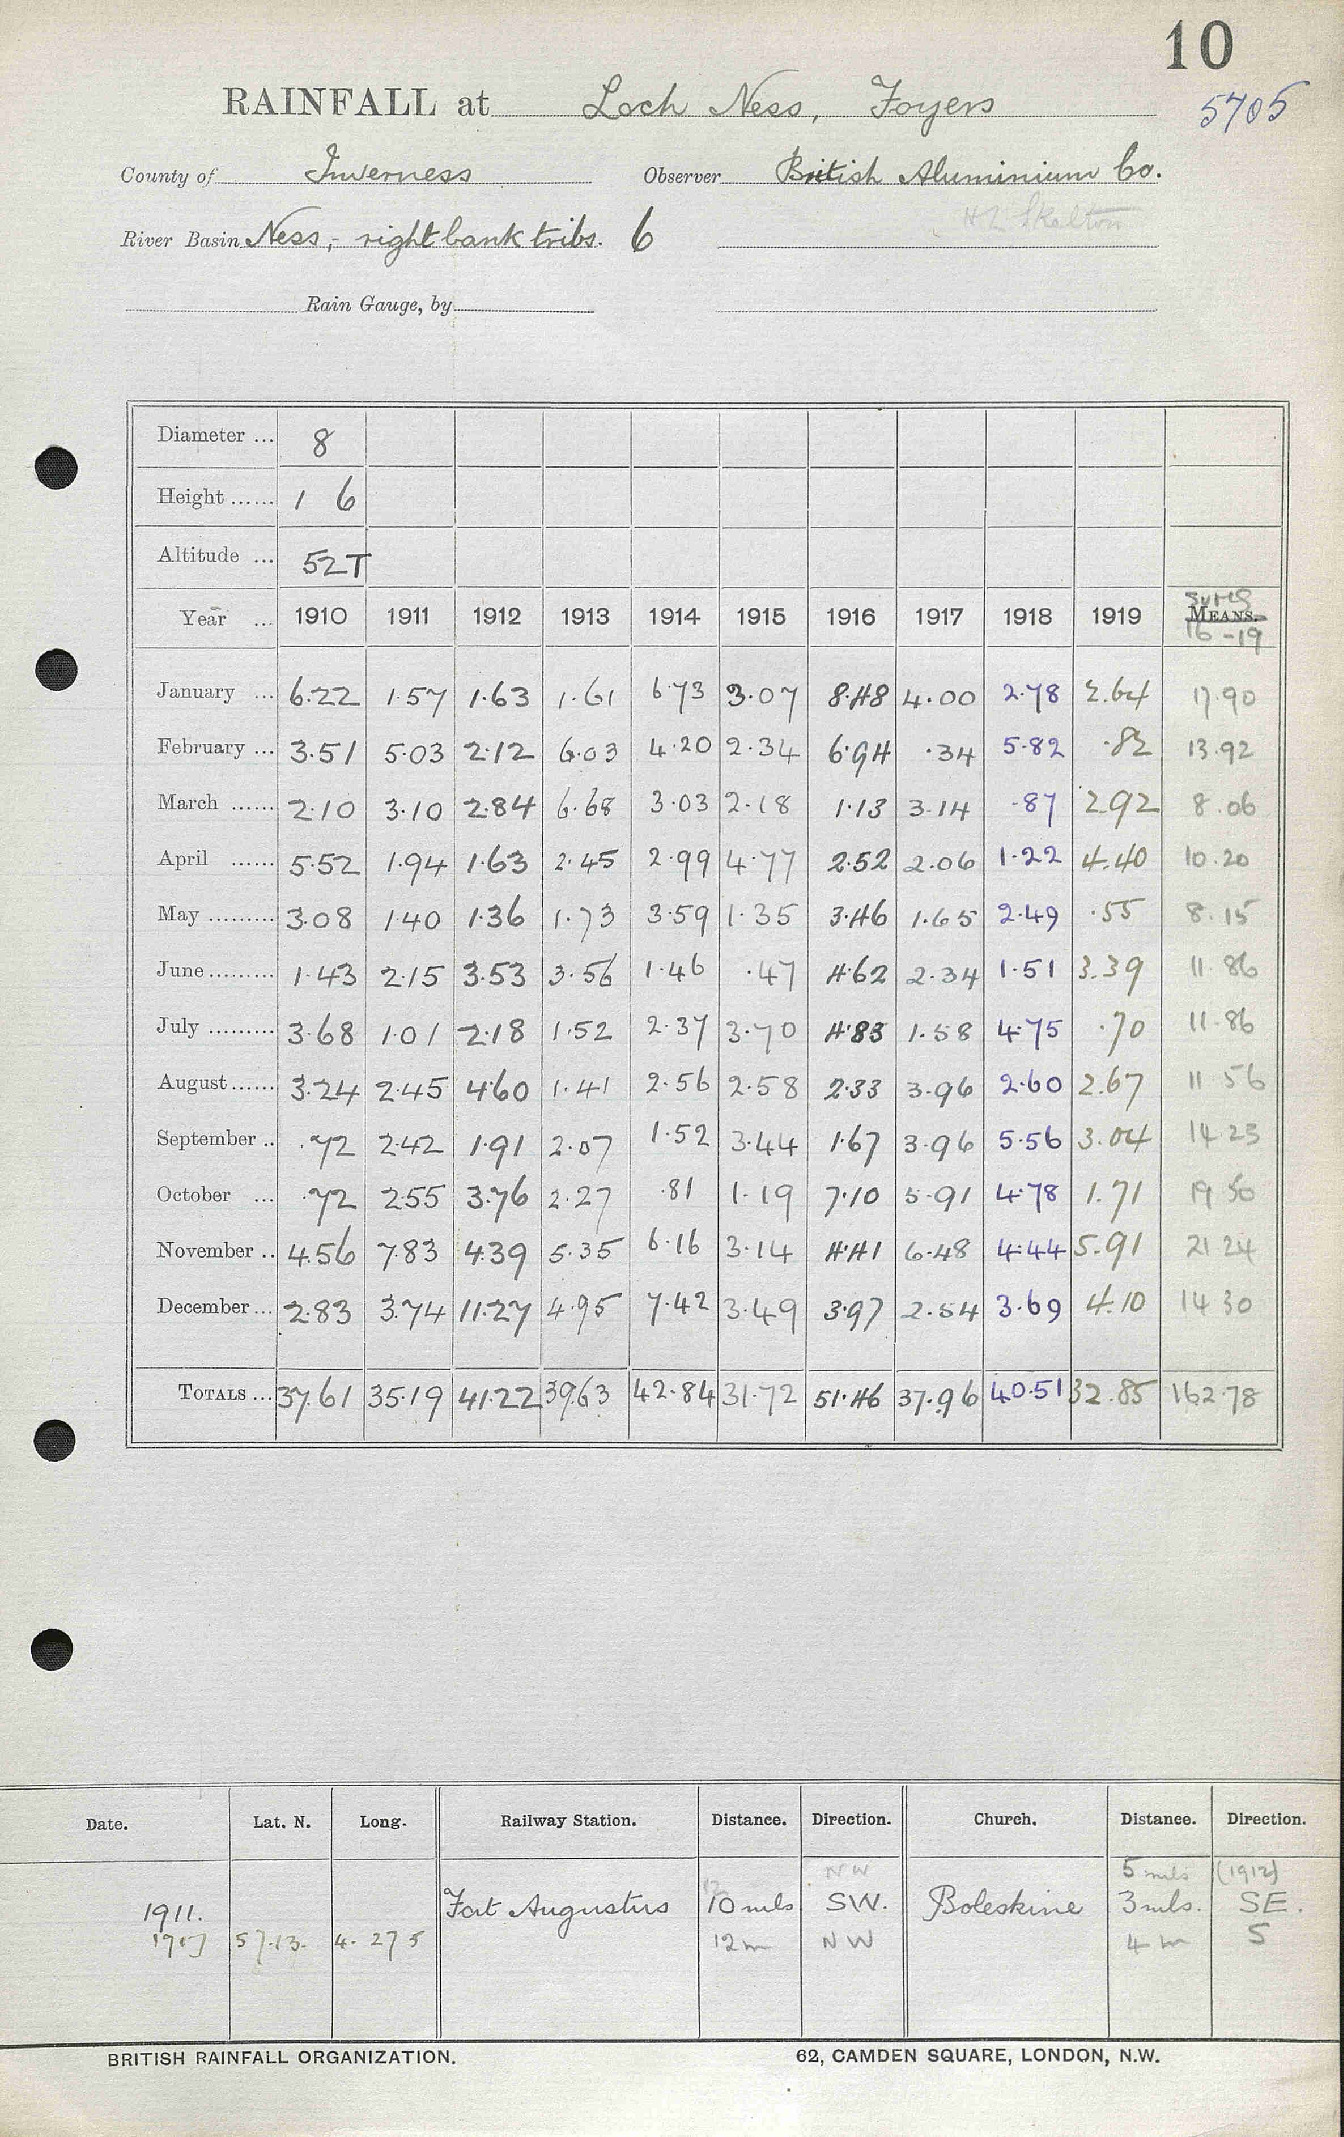 10
RAINFALL at Loch Ness, Foyers 5705
County of Inverness Observer British Aluminium Co.
River Basin Ness, - right bank tribs. 6 H L Skelton
Rain Gauge, by
Diameter ... 8
Height ...... 1 6
Altitude ... 52T
Year ... 1910 1911 1912 1913 1914 1915 1916 1917 1918 1919 MEANS. SUMS 16-19
January ... 6.22 1.57 1.63 1.61 6.73 3.07 8.48 4.00 2.78 2.64 17.90
February ... 3.51 5.03 2.12 6.03 4.20 2.34 6.94 .34 5.82 .82 13.92
March ...... 2.10 3.10 2.84 6.68 3.03 2.18 1.13 3.14 .87 2.92 8.06
April ...... 5.52 1.94 1.63 2.45 2.99 4.77 2.52 2.06 1.22 4.40 10.20
May ......... 3.08 1.40 1.36 1.73 3.59 1.35 3.46 1.65 2.49 .55 8.15
June ......... 1.43 2.15 3.53 3.56 1.46 .47 4.62 2.34 1.51 3.39 11.86
July ......... 3.68 1.01 2.18 1.52 2.37 3.70 4.83 1.58 4.75 .70 11.86
August ...... 3.24 2.45 4.60 1.41 2.56 2.58 2.33 3.96 2.60 2.67 11.56
September .. .72 2.42 1.91 2.07 1.52 3.44 1.67 3.96 5.56 3.04 14.23
October ... .72 2.55 3.76 2.27 .81 1.19 7.10 5.91 4.78 1.71 19.50
November .. 4.56 7.83 4.39 5.35 6.16 3.14 4.41 6.48 4.44 5.91 21.24
December ... 2.83 3.74 11.27 4.95 7.42 3.49 3.97 2.54 3.69 4.10 14.30
TOTALS ... 37.61 35.19 41.22 39.63 42.84 31.72 51.46 37.96 40.51 32.85 162.78
Date. Lat. N. Long. Railway Station. Distance. Direction. Church. Distance. Direction.
12 NW 5 mls (1912)
1911. Fort Augustus 10 mls SW. Boleskine 3 mls. SE.
57.13. 4. 27 5 12 m NW 4 m S
BRITISH RAINFALL ORGANIZATION. 62, CAMDEN SQUARE, LONDON, N.W.